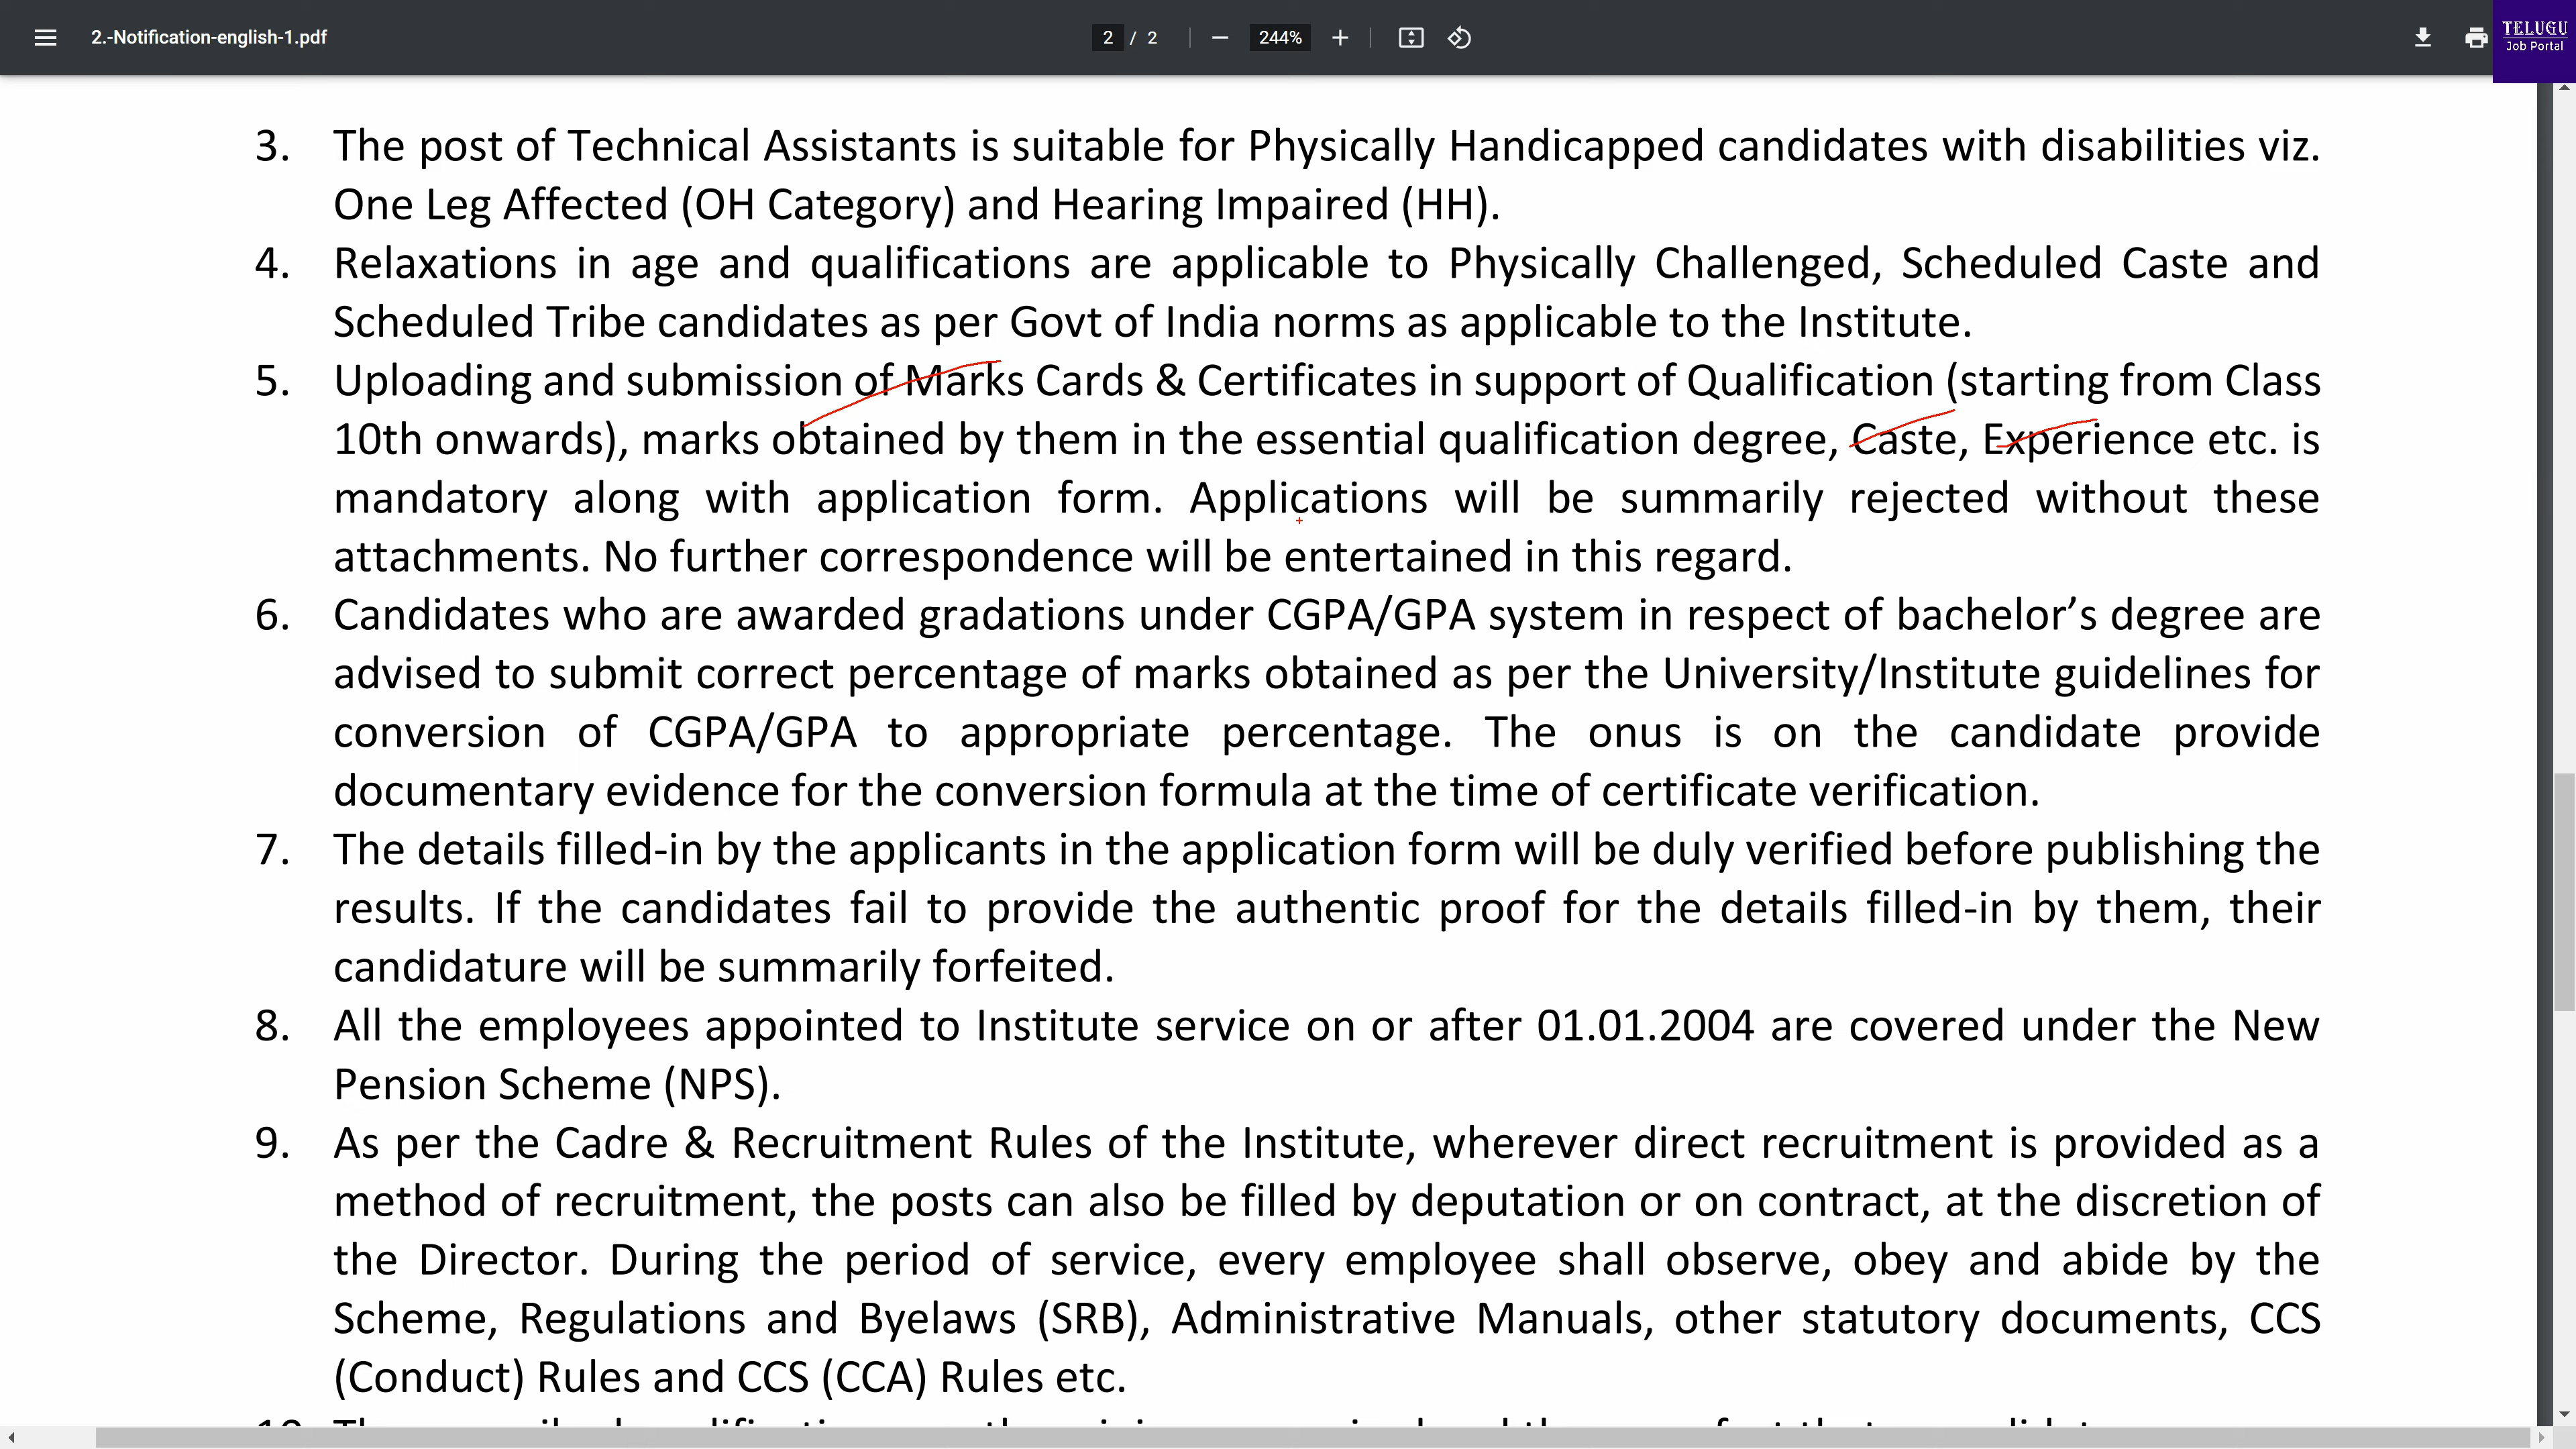 2.-Notification-english-1.pdf
2 / 2
244%
TELUGU
Job Portal
3. The post of Technical Assistants is suitable for Physically Handicapped candidates with disabilities viz.
One Leg Affected (OH Category) and Hearing Impaired (HH).
4. Relaxations in age and qualifications are applicable to Physically Challenged, Scheduled Caste and
Scheduled Tribe candidates as per Govt of India norms as applicable to the Institute.
5. Uploading and submission of Marks Cards & Certificates in support of Qualification (starting from Class
10th onwards), marks obtained by them in the essential qualification degree, Caste, Experience etc. is
mandatory along with application form. Applications will be summarily rejected without these
attachments. No further correspondence will be entertained in this regard.
6. Candidates who are awarded gradations under CGPA/GPA system in respect of bachelor’s degree are
advised to submit correct percentage of marks obtained as per the University/Institute guidelines for
conversion of CGPA/GPA to appropriate percentage. The onus is on the candidate provide
documentary evidence for the conversion formula at the time of certificate verification.
7. The details filled-in by the applicants in the application form will be duly verified before publishing the
results. If the candidates fail to provide the authentic proof for the details filled-in by them, their
candidature will be summarily forfeited.
8. All the employees appointed to Institute service on or after 01.01.2004 are covered under the New
Pension Scheme (NPS).
9. As per the Cadre & Recruitment Rules of the Institute, wherever direct recruitment is provided as a
method of recruitment, the posts can also be filled by deputation or on contract, at the discretion of
the Director. During the period of service, every employee shall observe, obey and abide by the
Scheme, Regulations and Byelaws (SRB), Administrative Manuals, other statutory documents, CCS
(Conduct) Rules and CCS (CCA) Rules etc.